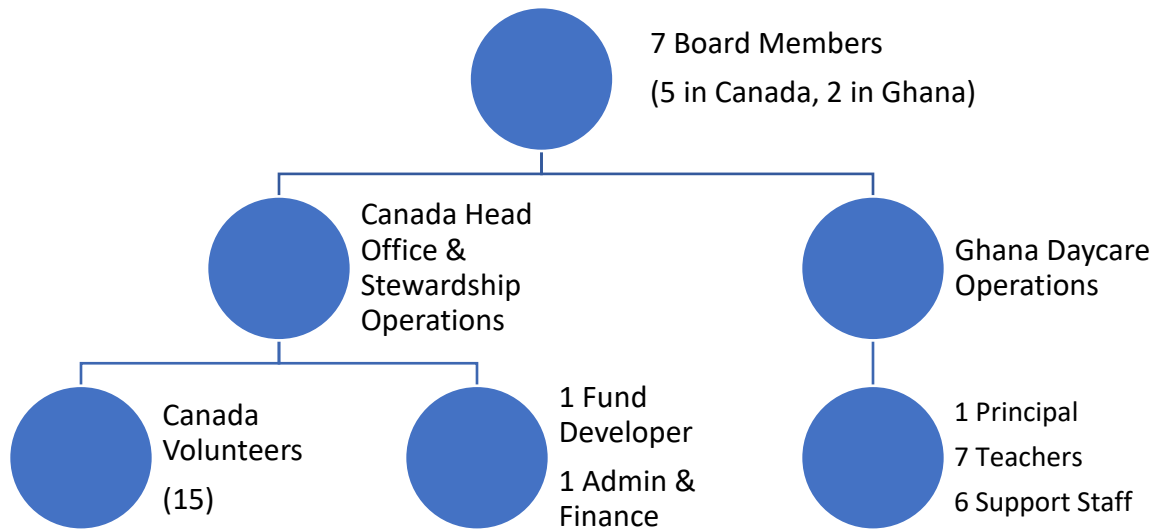 7 Board Members
(5 in Canada, 2 in Ghana)
Canada Head
Office &
Stewardship
Operations
Ghana Daycare
Operations
Canada
Volunteers
(15)
1 Fund
Developer
1 Admin &
Finance
1 Principal
7 Teachers
6 Support Staff